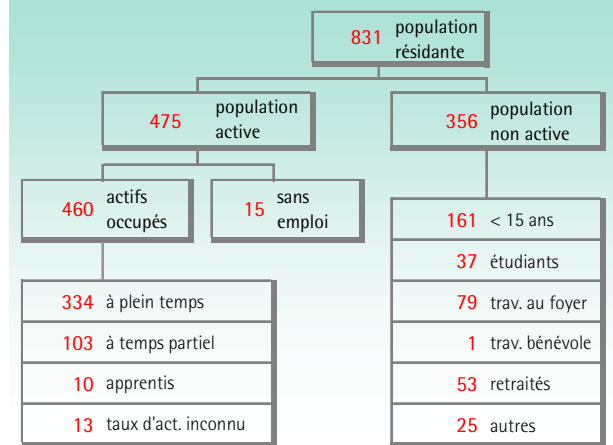 831 population
résidante
475 population
active
356 population
non active
460 actifs
occupés
15 sans
emploi
334 à plein temps
103 à temps partiel
10 apprentis
13 taux d'act. inconnu
161 < 15 ans
37 étudiants
79 trav. au foyer
1 trav. bénévole
53 retraités
25 autres